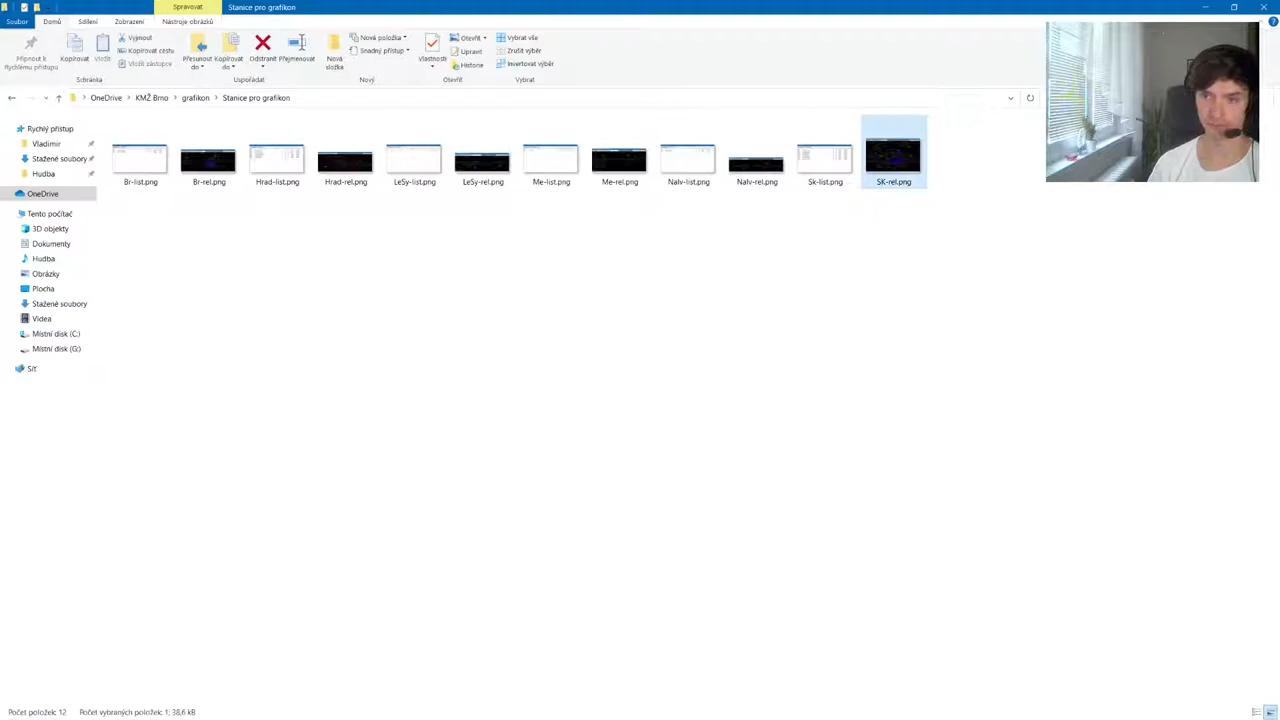 Spravovat
Stanice pro grafikon
Soubor
Domů
Sdílení
Zobrazení
Nástroje obrázků
Připnout k
Rychlému přístupu
Kopírovat
Vložit
Vyjmout
Kopírovat cestu
Vložit zástupce
Schránka
Přesunout
do
Kopírovat
do
Odstranit
Přejmenovat
Uspořádat
Nová
složka
Nová položka
Snadný přístup
Nový
Vlastnosti
Otevřít
Upravit
Historie
Otevřít
Vybrat vše
Zrušit výběr
Invertovat výběr
Vybrat
OneDrive
KMŽ Brno
grafikon
Stanice pro grafikon
Rychlý přístup
Vladimir
Stažené soubory
Hudba
OneDrive
Tento počítač
3D objekty
Dokumenty
Hudba
Obrázky
Plocha
Stažené soubory
Videa
Místní disk (C:)
Místní disk (G:)
Síť
Br-list.png
Br-rel.png
Hrad-list.png
Hrad-rel.png
LeSy-list.png
LeSy-rel.png
Me-list.png
Me-rel.png
Nalv-list.png
Nalv-rel.png
Sk-list.png
SK-rel.png
Počet položek: 12
Počet vybraných položek: 1; 38,6 kB